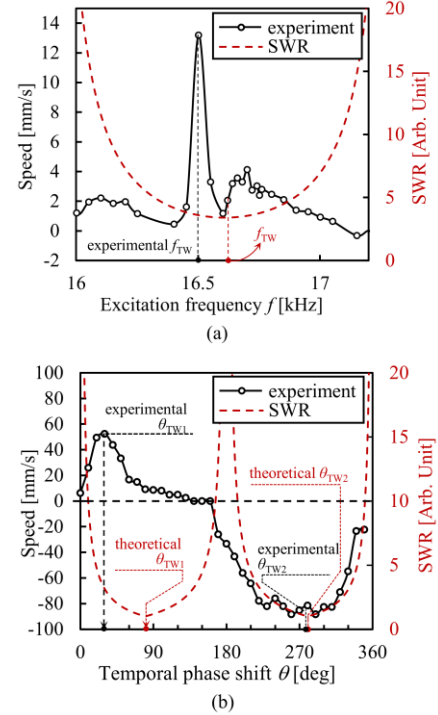 14
12
10
8
6
4
2
0
-2
Speed [mm/s]
experiment
SWR
20
15
10
5
0
SWR [Arb. Unit]
experimental fTW
fTW
16
16.5
17
Excitation frequency f [kHz]
(a)
100
80
60
40
20
0
-20
-40
-60
-80
-100
Speed [mm/s]
experiment
SWR
experimental
θTW1
theoretical θTW2
theoretical
θTW1
experimental
θTW2
20
15
10
5
0
SWR [Arb. Unit]
0
90
180
270
360
Temporal phase shift θ [deg]
(b)